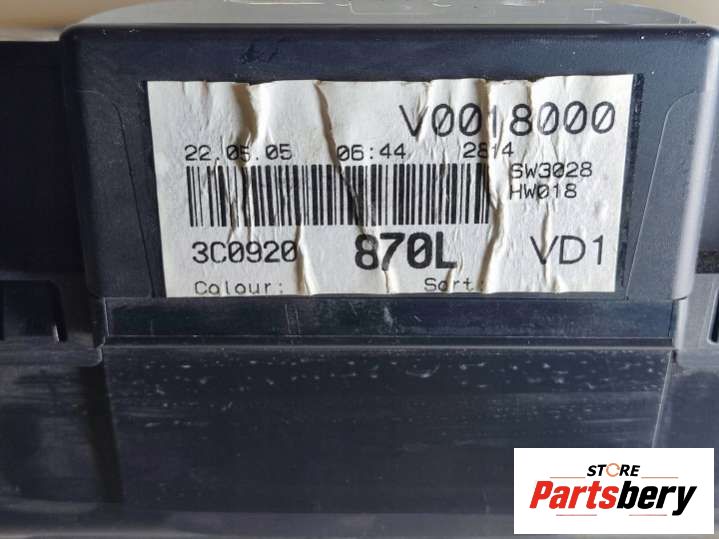 V0018000
22.05.05 06:44 2814
SW3028
HW018
3C0920 870L VD1
Colour: Sort:
STORE
Partsbery